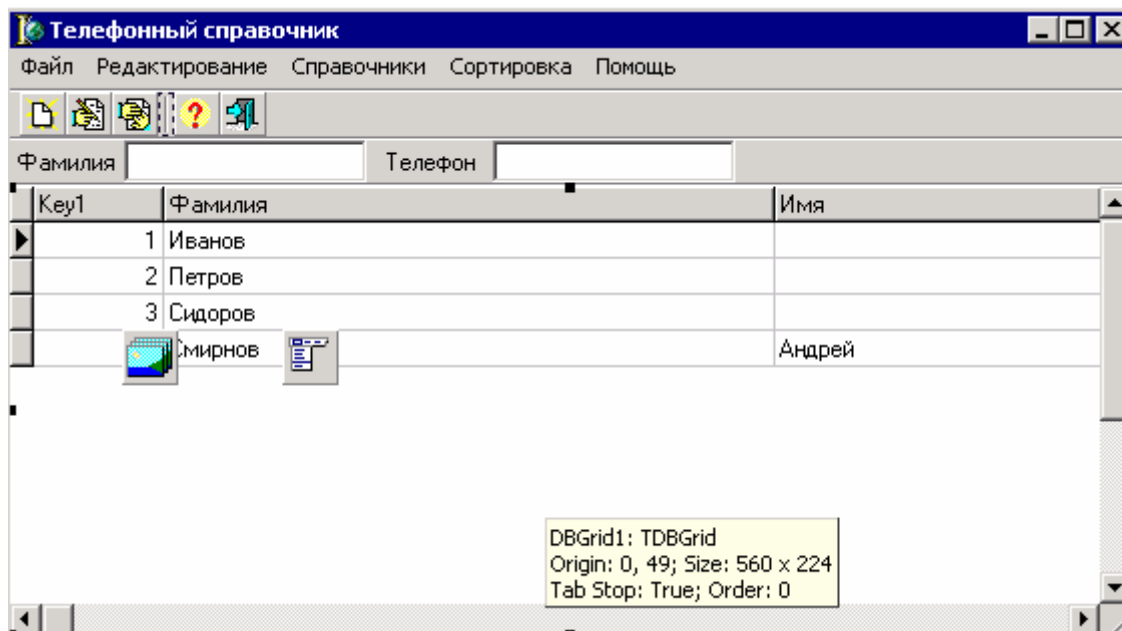 Телефонный справочник
Файл Редактирование Справочники Сортировка Помощь
Фамилия Телефон
Key1 Фамилия Имя
1 Иванов
2 Петров
3 Сидоров
Смирнов Андрей
DBGrid1: TDBGrid
Origin: 0, 49; Size: 560 x 224
Tab Stop: True; Order: 0